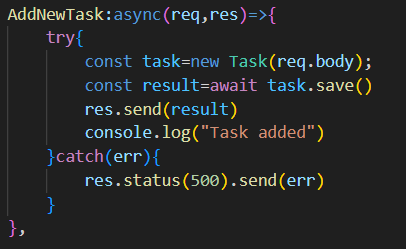 AddNewTask:async(req,res)=>{
    try{
        const task=new Task(req.body);
        const result=await task.save()
        res.send(result)
        console.log("Task added")
    }catch(err){
        res.status(500).send(err)
    }
},